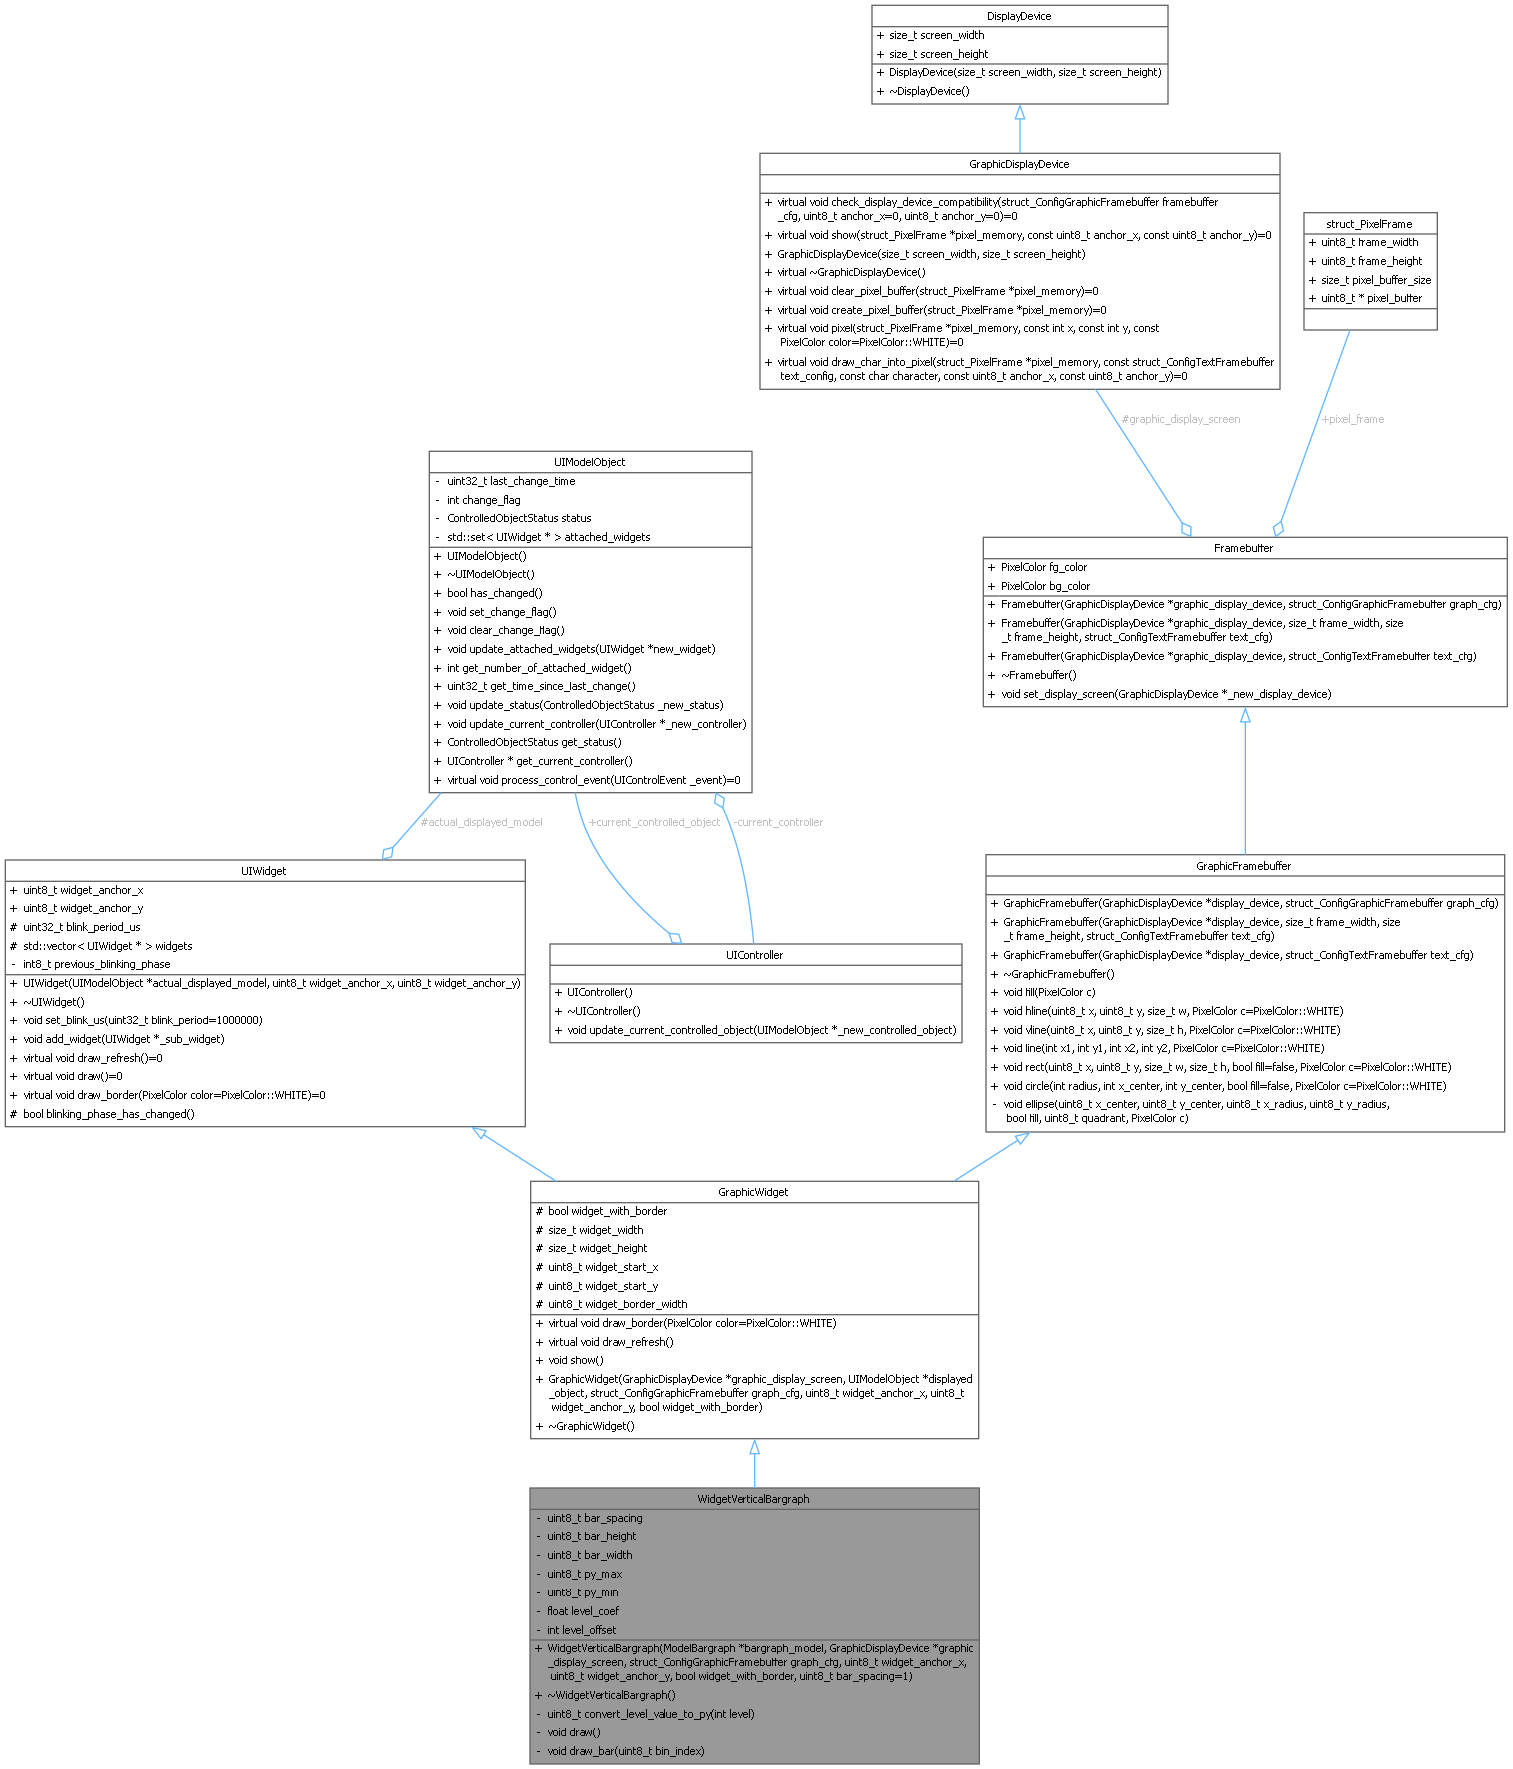 DisplayDevice
+ size_t screen_width
+ size_t screen_height
+ DisplayDevice(size_t screen_width, size_t screen_height)
+ ~DisplayDevice()
GraphicDisplayDevice
+ virtual void check_display_device_compatibility(struct_ConfigGraphicFramebuffer framebuffer
_cfg, uint8_t anchor_x=0, uint8_t anchor_y=0)=0
+ virtual void show(struct_PixelFrame *pixel_memory, const uint8_t anchor_x, const uint8_t anchor_y)=0
+ GraphicDisplayDevice(size_t screen_width, size_t screen_height)
+ virtual ~GraphicDisplayDevice()
+ virtual void clear_pixel_buffer(struct_PixelFrame *pixel_memory)=0
+ virtual void create_pixel_buffer(struct_PixelFrame *pixel_memory)=0
+ virtual void pixel(struct_PixelFrame *pixel_memory, const int x, const int y, const
PixelColor color=PixelColor::WHITE)=0
+ virtual void draw_char_into_pixel(struct_PixelFrame *pixel_memory, const struct_ConfigTextFramebuffer
text_config, const char character, const uint8_t anchor_x, const uint8_t anchor_y)=0
struct_PixelFrame
+ uint8_t frame_width
+ uint8_t frame_height
+ size_t pixel_buffer_size
+ uint8_t * pixel_buffer
#graphic_display_screen
+pixel_frame
UIModelObject
- uint32_t last_change_time
- int change_flag
- ControlledObjectStatus status
- std::set< UIWidget * > attached_widgets
+ UIModelObject()
+ ~UIModelObject()
+ bool has_changed()
+ void set_change_flag()
+ void clear_change_flag()
+ void update_attached_widgets(UIWidget *new_widget)
+ int get_number_of_attached_widget()
+ uint32_t get_time_since_last_change()
+ void update_status(ControlledObjectStatus _new_status)
+ void update_current_controller(UIController *_new_controller)
+ ControlledObjectStatus get_status()
+ UIController * get_current_controller()
+ virtual void process_control_event(UIControlEvent _event)=0
Framebuffer
+ PixelColor fg_color
+ PixelColor bg_color
+ Framebuffer(GraphicDisplayDevice *graphic_display_device, struct_ConfigGraphicFramebuffer graph_cfg)
+ Framebuffer(GraphicDisplayDevice *graphic_display_device, size_t frame_width, size
_t frame_height, struct_ConfigTextFramebuffer text_cfg)
+ Framebuffer(GraphicDisplayDevice *graphic_display_device, struct_ConfigTextFramebuffer text_cfg)
+ ~Framebuffer()
+ void set_display_screen(GraphicDisplayDevice *_new_display_device)
#actual_displayed_model
+current_controlled_object
-current_controller
UIWidget
+ uint8_t widget_anchor_x
+ uint8_t widget_anchor_y
# uint32_t blink_period_us
# std::vector< UIWidget * > widgets
- int8_t previous_blinking_phase
+ UIWidget(UIModelObject *actual_displayed_model, uint8_t widget_anchor_x, uint8_t widget_anchor_y)
+ ~UIWidget()
+ void set_blink_us(uint32_t blink_period=1000000)
+ void add_widget(UIWidget *_sub_widget)
+ virtual void draw_refresh()=0
+ virtual void draw()=0
+ virtual void draw_border(PixelColor color=PixelColor::WHITE)=0
# bool blinking_phase_has_changed()
UIController
+ UIController()
+ ~UIController()
+ void update_current_controlled_object(UIModelObject *_new_controlled_object)
GraphicFramebuffer
+ GraphicFramebuffer(GraphicDisplayDevice *display_device, struct_ConfigGraphicFramebuffer graph_cfg)
+ GraphicFramebuffer(GraphicDisplayDevice *display_device, size_t frame_width, size
_t frame_height, struct_ConfigTextFramebuffer text_cfg)
+ GraphicFramebuffer(GraphicDisplayDevice *display_device, struct_ConfigTextFramebuffer text_cfg)
+ ~GraphicFramebuffer()
+ void fill(PixelColor c)
+ void hline(uint8_t x, uint8_t y, size_t w, PixelColor c=PixelColor::WHITE)
+ void vline(uint8_t x, uint8_t y, size_t h, PixelColor c=PixelColor::WHITE)
+ void line(int x1, int y1, int x2, int y2, PixelColor c=PixelColor::WHITE)
+ void rect(uint8_t x, uint8_t y, size_t w, size_t h, bool fill=false, PixelColor c=PixelColor::WHITE)
+ void circle(int radius, int x_center, int y_center, bool fill=false, PixelColor c=PixelColor::WHITE)
- void ellipse(uint8_t x_center, uint8_t y_center, uint8_t x_radius, uint8_t y_radius,
bool fill, uint8_t quadrant, PixelColor c)
GraphicWidget
# bool widget_with_border
# size_t widget_width
# size_t widget_height
# uint8_t widget_start_x
# uint8_t widget_start_y
# uint8_t widget_border_width
+ virtual void draw_border(PixelColor color=PixelColor::WHITE)
+ virtual void draw_refresh()
+ void show()
+ GraphicWidget(GraphicDisplayDevice *graphic_display_screen, UIModelObject *displayed
_object, struct_ConfigGraphicFramebuffer graph_cfg, uint8_t widget_anchor_x, uint8_t
widget_anchor_y, bool widget_with_border)
+ ~GraphicWidget()
WidgetVerticalBargraph
- uint8_t bar_spacing
- uint8_t bar_height
- uint8_t bar_width
- uint8_t py_max
- uint8_t py_min
- float level_coef
- int level_offset
+ WidgetVerticalBargraph(ModelBargraph *bargraph_model, GraphicDisplayDevice *graphic
_display_screen, struct_ConfigGraphicFramebuffer graph_cfg, uint8_t widget_anchor_x,
uint8_t widget_anchor_y, bool widget_with_border, uint8_t bar_spacing=1)
+ ~WidgetVerticalBargraph()
- uint8_t convert_level_value_to_py(int level)
- void draw()
- void draw_bar(uint8_t bin_index)